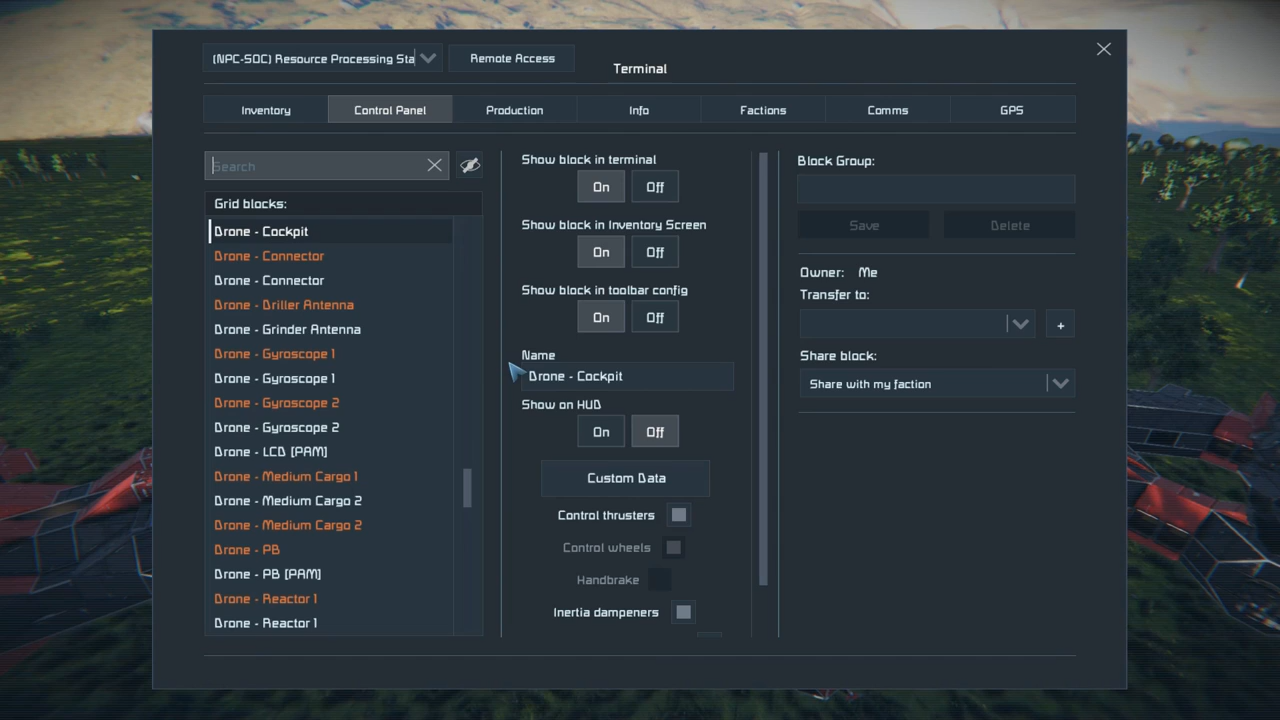 (NPC-SOC) Resource Processing Sta
Remote Access
Terminal
Inventory
Control Panel
Production
Info
Factions
Comms
GPS
Search
Grid blocks:
Drone - Cockpit
Drone - Connector
Drone - Connector
Drone - Driller Antenna
Drone - Grinder Antenna
Drone - Gyroscope 1
Drone - Gyroscope 1
Drone - Gyroscope 2
Drone - Gyroscope 2
Drone - LCD [PAM]
Drone - Medium Cargo 1
Drone - Medium Cargo 2
Drone - Medium Cargo 2
Drone - PB
Drone - PB [PAM]
Drone - Reactor 1
Drone - Reactor 1
Show block in terminal
On Off
Show block in Inventory Screen
On Off
Show block in toolbar config
On Off
Name
Drone - Cockpit
Show on HUD
On Off
Custom Data
Control thrusters
Control wheels
Handbrake
Inertia dampeners
Block Group:
Save
Delete
Owner: Me
Transfer to:
+
Share block:
Share with my faction